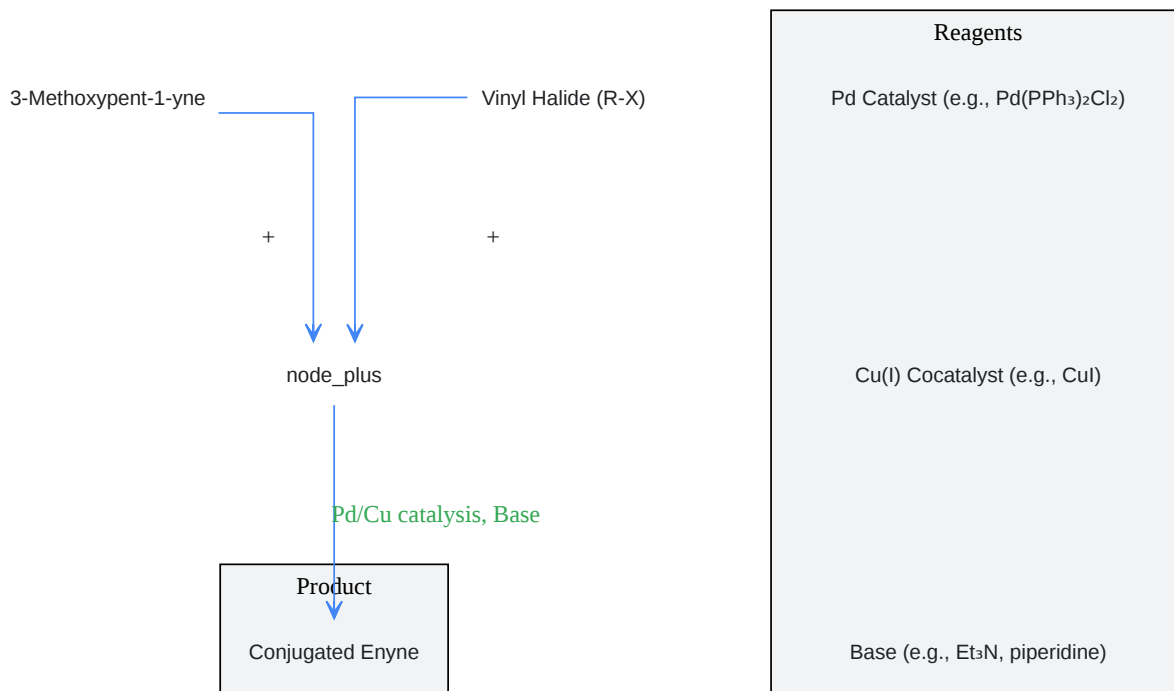 Reagents
3-Methoxypent-1-yne
Vinyl Halide (R-X)
Pd Catalyst (e.g., Pd(PPh₃)₂Cl₂)
+
+
node_plus
Cu(I) Cocatalyst (e.g., CuI)
Pd/Cu catalysis, Base
Product
Conjugated Enyne
Base (e.g., Et₃N, piperidine)